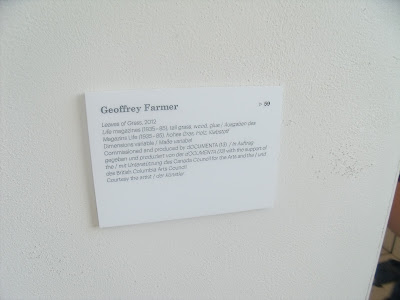 Geoffrey Farmer
> 59
Leaves of Grass, 2012
Life magazines (1935–85), tall grass, wood, glue / Ausgaben des
Magazins Life (1935–85), hohes Gras, Holz, Klebstoff
Dimensions variable / Maße variabel
Commissioned and produced by dOCUMENTA (13) / In Auftrag
gegeben und produziert von der dOCUMENTA (13) with the support of
the / mit Unterstützung des Canada Council for the Arts and the / und
des British Columbia Arts Council
Courtesy the artist / der Künstler